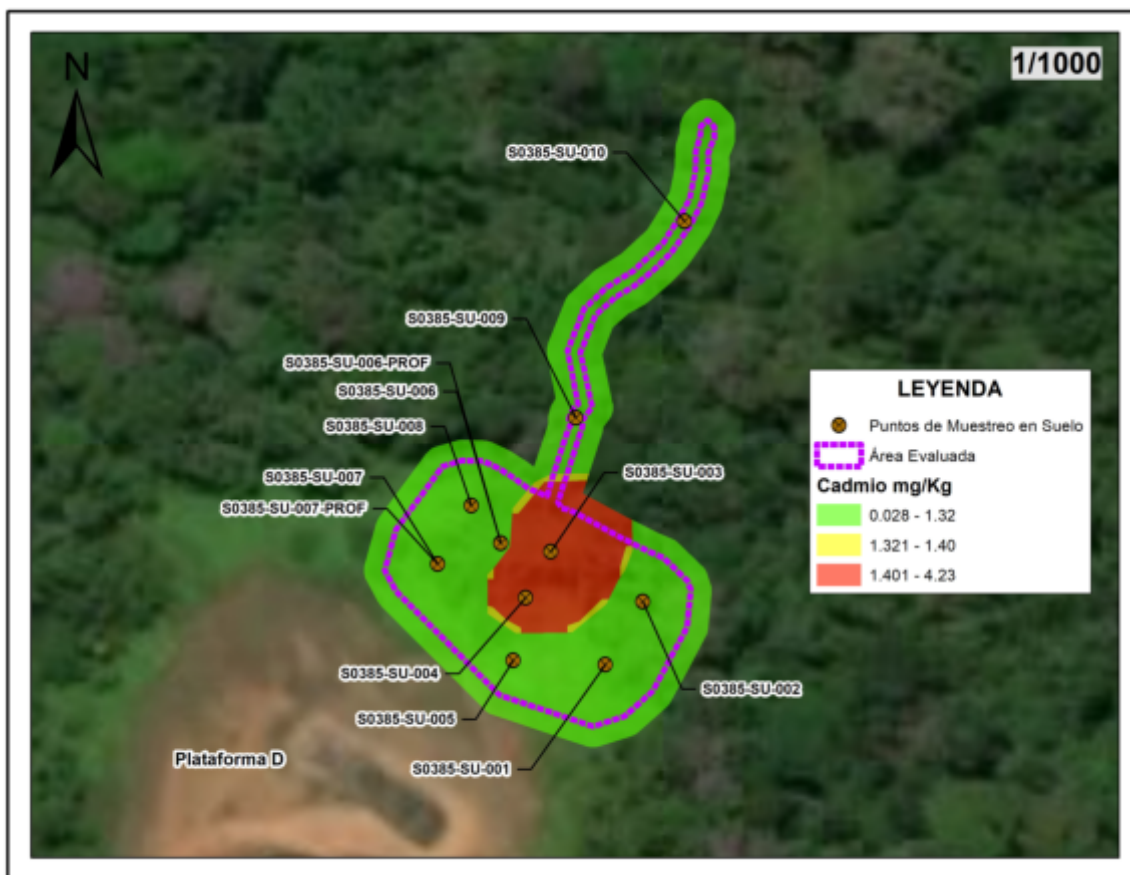 N
1/1000
S0385-SU-010
S0385-SU-009
S0385-SU-006-PROF
S0385-SU-006
S0385-SU-008
S0385-SU-007
S0385-SU-007-PROF
S0385-SU-003
S0385-SU-004
S0385-SU-005
S0385-SU-001
S0385-SU-002
Plataforma D
LEYENDA
Puntos de Muestreo en Suelo
Área Evaluada
Cadmio mg/Kg
0.028 - 1.32
1.321 - 1.40
1.401 - 4.23